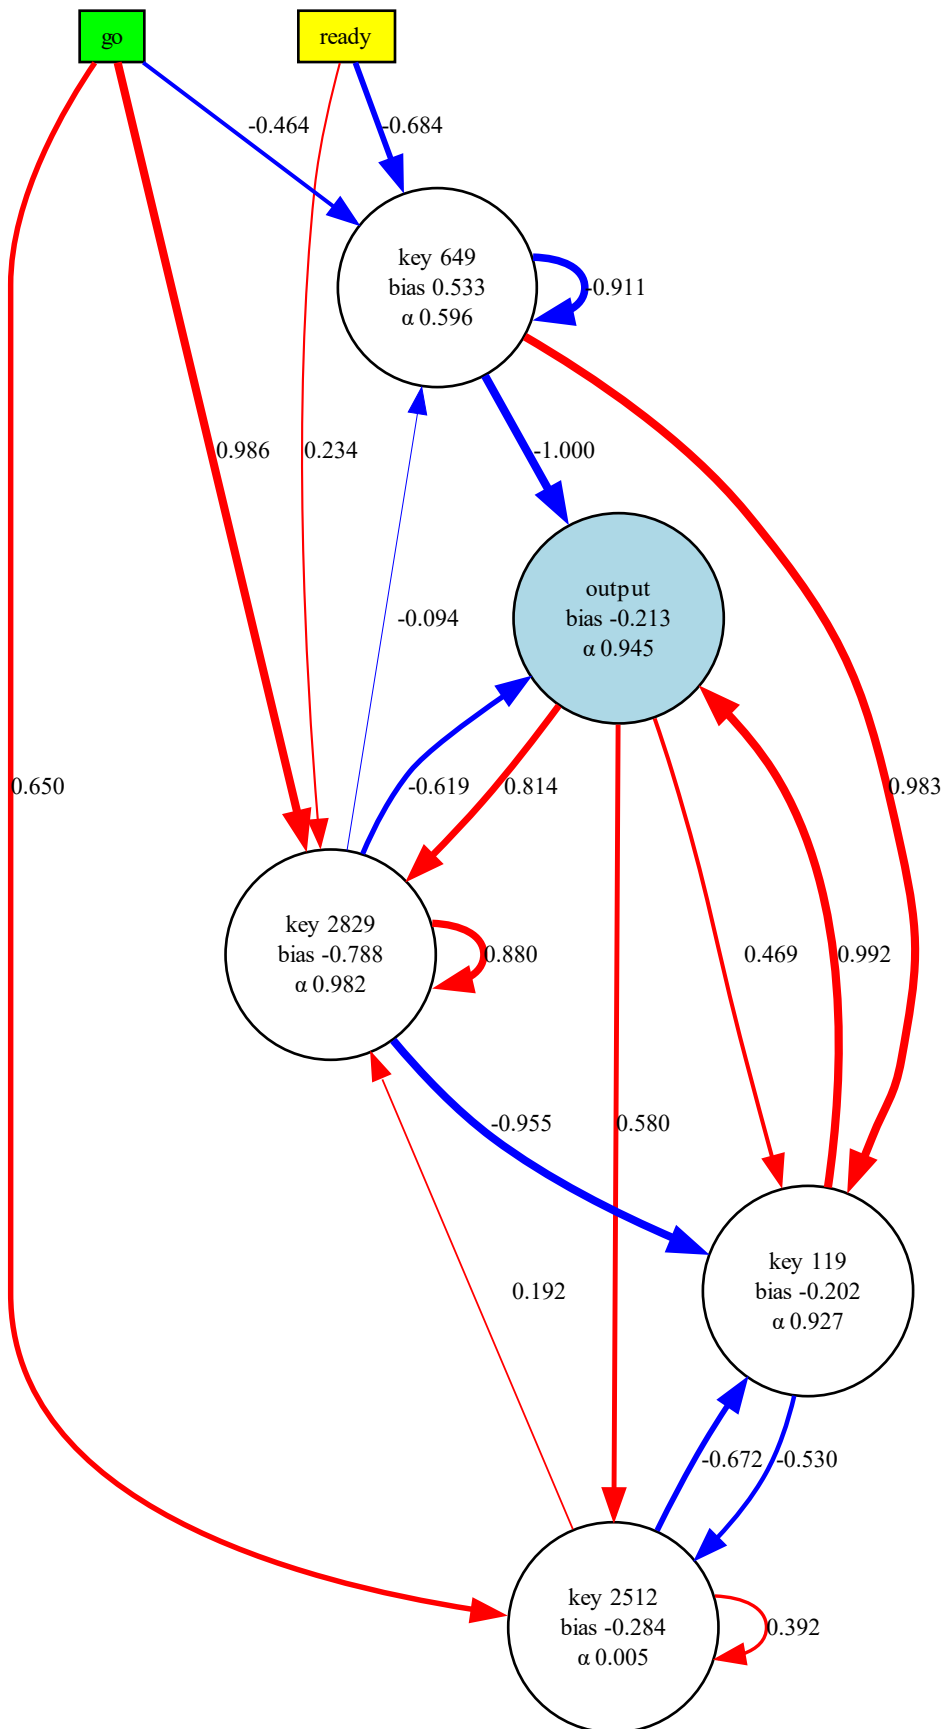 go
ready
-0.464
-0.684
key 649
bias 0.533
α 0.596
-0.911
0.986
0.234
-1.000
output
bias -0.213
α 0.945
-0.094
0.650
-0.619
0.814
0.983
key 2829
bias -0.788
α 0.982
0.880
0.469
0.992
-0.955
0.580
0.192
key 119
bias -0.202
α 0.927
-0.672
-0.530
key 2512
bias -0.284
α 0.005
0.392